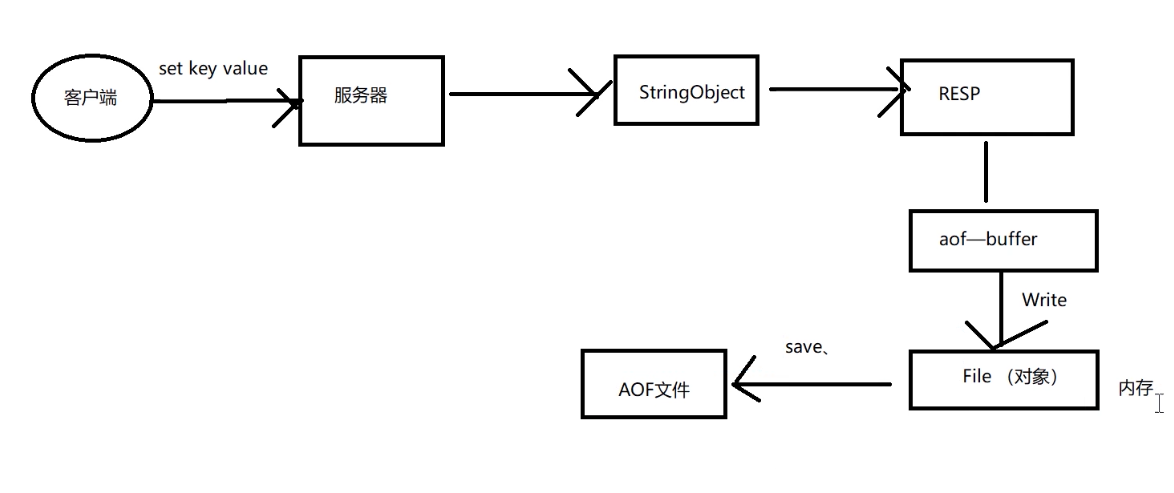 set key value
客户端
服务器
StringObject
RESP
aof—buffer
Write
File （对象）
内存
save、
AOF文件